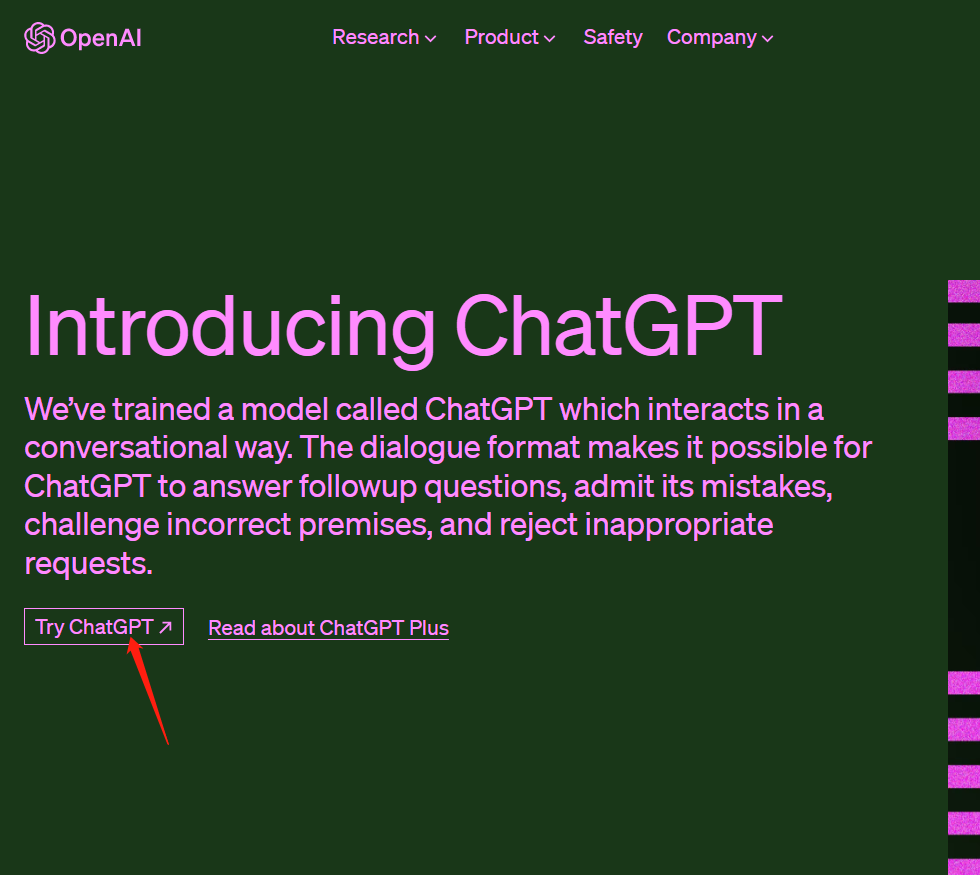 OpenAI
Research
Product
Safety
Company
Introducing ChatGPT
We’ve trained a model called ChatGPT which interacts in a
conversational way. The dialogue format makes it possible for
ChatGPT to answer followup questions, admit its mistakes,
challenge incorrect premises, and reject inappropriate
requests.
Try ChatGPT ↗
Read about ChatGPT Plus